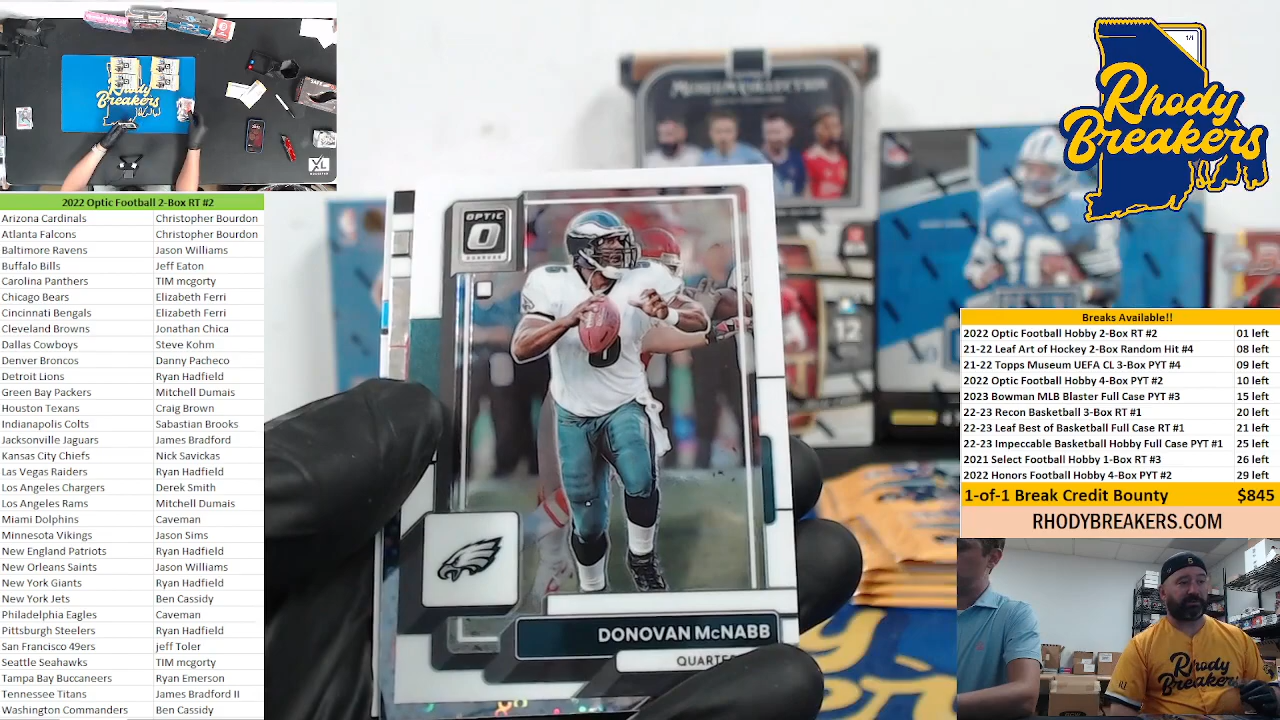 2022 Optic Football 2-Box RT #2
Arizona Cardinals Christopher Bourdon
Atlanta Falcons Christopher Bourdon
Baltimore Ravens Jason Williams
Buffalo Bills Jeff Eaton
Carolina Panthers TIM mcgorty
Chicago Bears Elizabeth Ferri
Cincinnati Bengals Elizabeth Ferri
Cleveland Browns Jonathan Chica
Dallas Cowboys Steve Kohm
Denver Broncos Danny Pacheco
Detroit Lions Ryan Hadfield
Green Bay Packers Mitchell Dumais
Houston Texans Craig Brown
Indianapolis Colts Sabastian Brooks
Jacksonville Jaguars James Bradford
Kansas City Chiefs Nick Savickas
Las Vegas Raiders Ryan Hadfield
Los Angeles Chargers Derek Smith
Los Angeles Rams Mitchell Dumais
Miami Dolphins Caveman
Minnesota Vikings Jason Sims
New England Patriots Ryan Hadfield
New Orleans Saints Jason Williams
New York Giants Ryan Hadfield
New York Jets Ben Cassidy
Philadelphia Eagles Caveman
Pittsburgh Steelers Ryan Hadfield
San Francisco 49ers jeff Toler
Seattle Seahawks TIM mcgorty
Tampa Bay Buccaneers Ryan Emerson
Tennessee Titans James Bradford II
Washington Commanders Ben Cassidy
Rhody
Breakers
XL
MUSEUM COLLECTION
OPTIC
DONRUSS
DONOVAN McNABB
QUARTE
12
1/1
Rhody
Breakers
Breaks Available!!
2022 Optic Football Hobby 2-Box RT #2 01 left
21-22 Leaf Art of Hockey 2-Box Random Hit #4 08 left
21-22 Topps Museum UEFA CL 3-Box PYT #4 09 left
2022 Optic Football Hobby 4-Box PYT #2 10 left
2023 Bowman MLB Blaster Full Case PYT #3 15 left
22-23 Recon Basketball 3-Box RT #1 20 left
22-23 Leaf Best of Basketball Full Case RT #1 21 left
22-23 Impeccable Basketball Hobby Full Case PYT #1 25 left
2021 Select Football Hobby 1-Box RT #3 26 left
2022 Honors Football Hobby 4-Box PYT #2 29 left
1-of-1 Break Credit Bounty $845
RHODYBREAKERS.COM
Rhody
Breakers